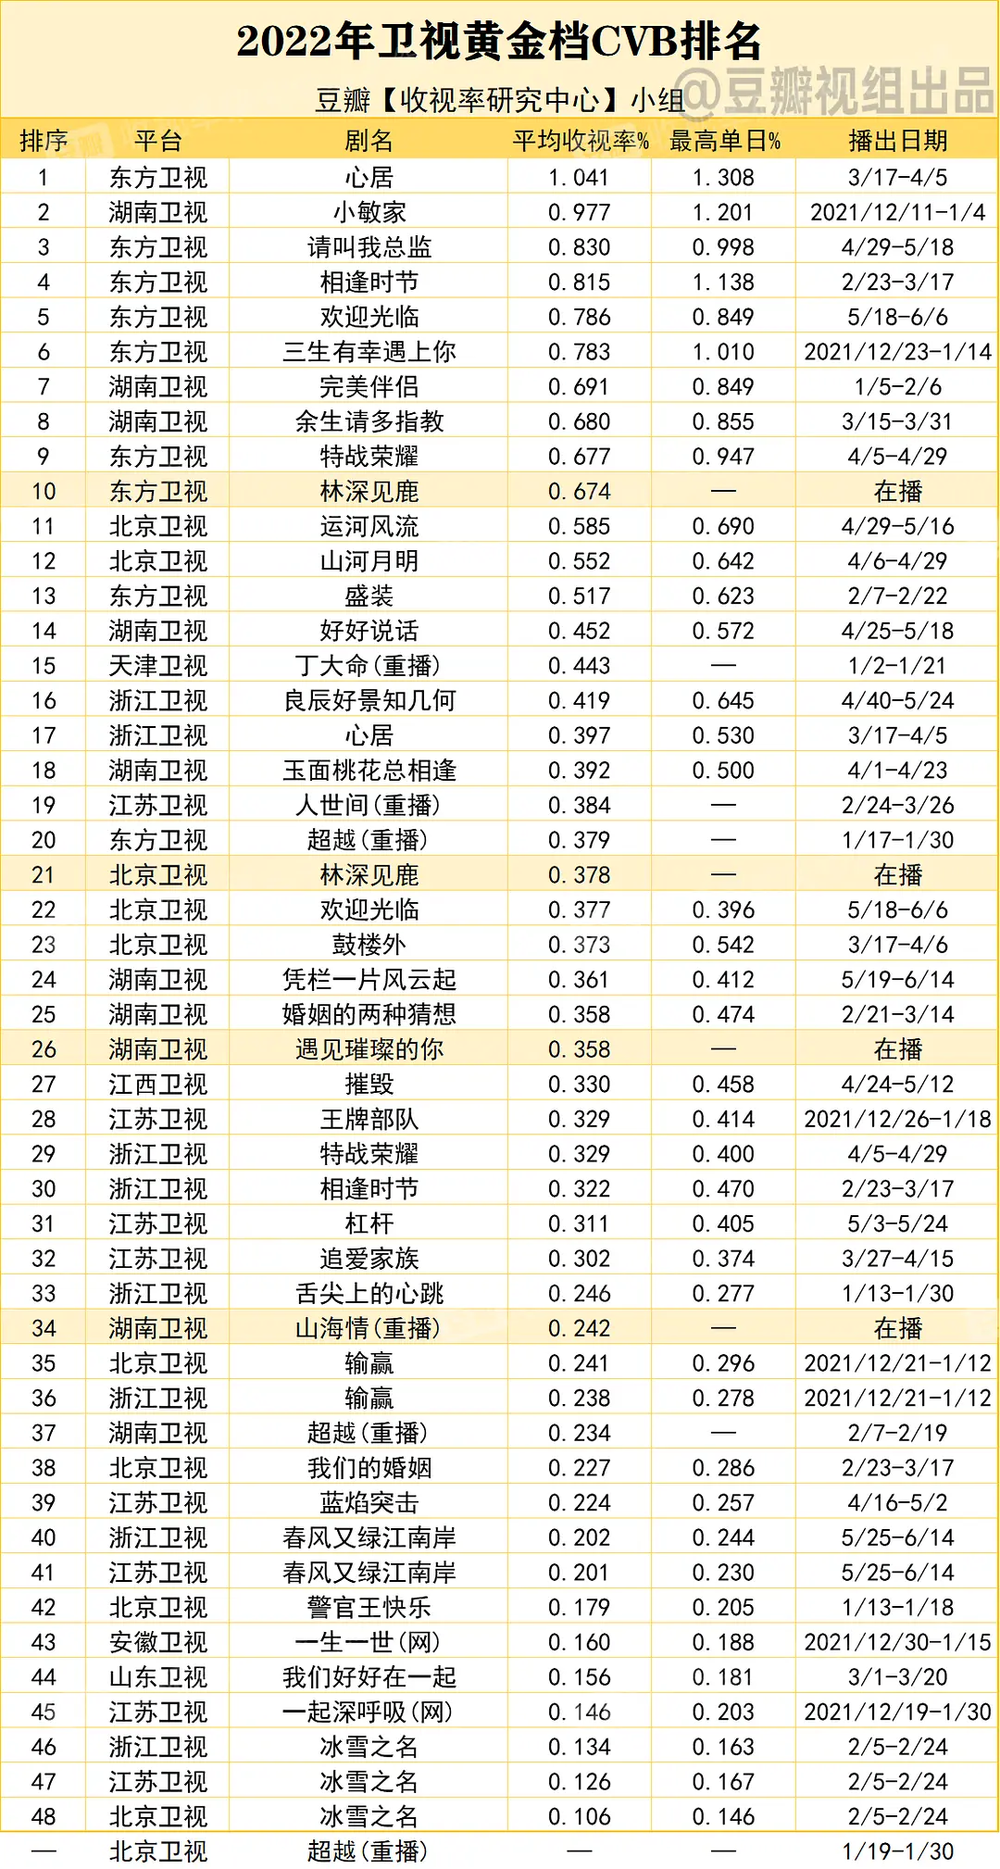 2022年卫视黄金档CVB排名
@豆瓣视组出品
豆瓣【收视率研究中心】小组
排序 平台 剧名 平均收视率% 最高单日% 播出日期
1 东方卫视 心居 1.041 1.308 3/17-4/5
2 湖南卫视 小敏家 0.977 1.201 2021/12/11-1/4
3 东方卫视 请叫我总监 0.830 0.998 4/29-5/18
4 东方卫视 相逢时节 0.815 1.138 2/23-3/17
5 东方卫视 欢迎光临 0.786 0.849 5/18-6/6
6 东方卫视 三生有幸遇上你 0.783 1.010 2021/12/23-1/14
7 湖南卫视 完美伴侣 0.691 0.849 1/5-2/6
8 湖南卫视 余生请多指教 0.680 0.855 3/15-3/31
9 东方卫视 特战荣耀 0.677 0.947 4/5-4/29
10 东方卫视 林深见鹿 0.674 — 在播
11 北京卫视 运河风流 0.585 0.690 4/29-5/16
12 北京卫视 山河月明 0.552 0.642 4/6-4/29
13 东方卫视 盛装 0.517 0.623 2/7-2/22
14 湖南卫视 好好说话 0.452 0.572 4/25-5/18
15 天津卫视 丁大命(重播) 0.443 — 1/2-1/21
16 浙江卫视 良辰好景知几何 0.419 0.645 4/40-5/24
17 浙江卫视 心居 0.397 0.530 3/17-4/5
18 湖南卫视 玉面桃花总相逢 0.392 0.500 4/1-4/23
19 江苏卫视 人世间(重播) 0.384 — 2/24-3/26
20 东方卫视 超越(重播) 0.379 — 1/17-1/30
21 北京卫视 林深见鹿 0.378 — 在播
22 北京卫视 欢迎光临 0.377 0.396 5/18-6/6
23 北京卫视 鼓楼外 0.373 0.542 3/17-4/6
24 湖南卫视 凭栏一片风云起 0.361 0.412 5/19-6/14
25 湖南卫视 婚姻的两种猜想 0.358 0.474 2/21-3/14
26 湖南卫视 遇见璀璨的你 0.358 — 在播
27 江西卫视 摧毁 0.330 0.458 4/24-5/12
28 江苏卫视 王牌部队 0.329 0.414 2021/12/26-1/18
29 浙江卫视 特战荣耀 0.329 0.400 4/5-4/29
30 浙江卫视 相逢时节 0.322 0.470 2/23-3/17
31 江苏卫视 杠杆 0.311 0.405 5/3-5/24
32 江苏卫视 追爱家族 0.302 0.374 3/27-4/15
33 浙江卫视 舌尖上的心跳 0.246 0.277 1/13-1/30
34 湖南卫视 山海情(重播) 0.242 — 在播
35 北京卫视 输赢 0.241 0.296 2021/12/21-1/12
36 浙江卫视 输赢 0.238 0.278 2021/12/21-1/12
37 湖南卫视 超越(重播) 0.234 — 2/7-2/19
38 北京卫视 我们的婚姻 0.227 0.286 2/23-3/17
39 江苏卫视 蓝焰突击 0.224 0.257 4/16-5/2
40 浙江卫视 春风又绿江南岸 0.202 0.244 5/25-6/14
41 江苏卫视 春风又绿江南岸 0.201 0.230 5/25-6/14
42 北京卫视 警官王快乐 0.179 0.205 1/13-1/18
43 安徽卫视 一生一世(网) 0.160 0.188 2021/12/30-1/15
44 山东卫视 我们好好在一起 0.156 0.181 3/1-3/20
45 江苏卫视 一起深呼吸(网) 0.146 0.203 2021/12/19-1/30
46 浙江卫视 冰雪之名 0.134 0.163 2/5-2/24
47 江苏卫视 冰雪之名 0.126 0.167 2/5-2/24
48 北京卫视 冰雪之名 0.106 0.146 2/5-2/24
— 北京卫视 超越(重播) — — 1/19-1/30